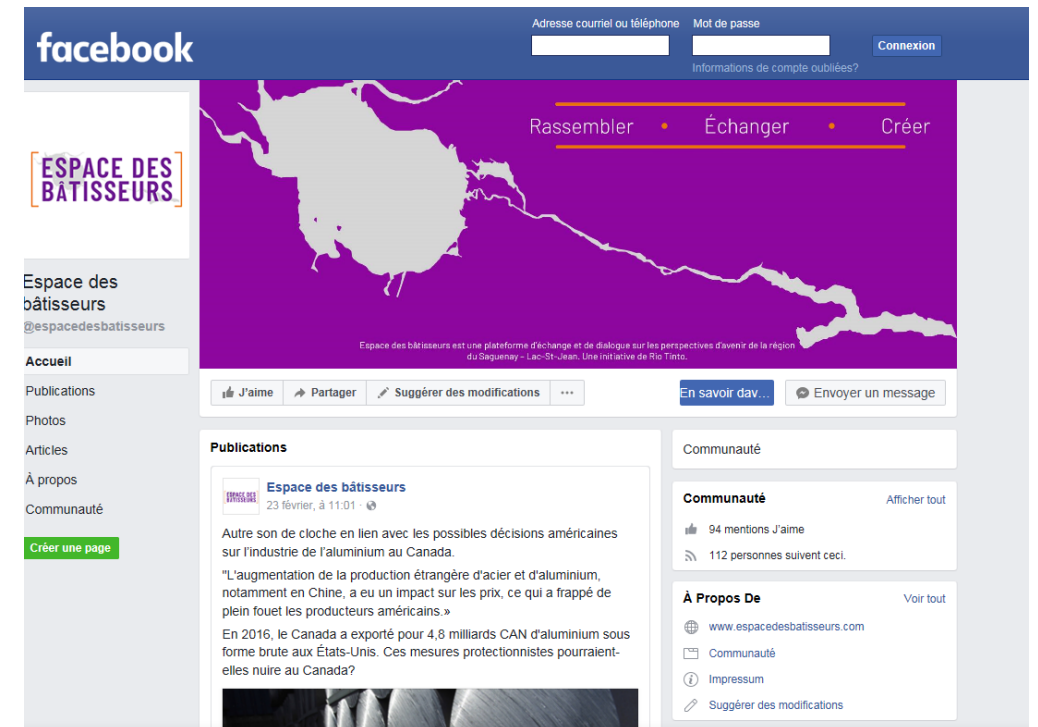 facebook
Adresse courriel ou téléphone
Mot de passe
Connexion
Informations de compte oubliées?
ESPACE DES
BÂTISSEURS
Rassembler • Échanger • Créer
Espace des bâtisseurs est une plateforme d'échange et de dialogue sur les perspectives d'avenir de la région
du Saguenay – Lac-St-Jean. Une initiative de Rio Tinto.
Espace des
bâtisseurs
@espacedesbatisseurs
Accueil
Publications
Photos
Articles
À propos
Communauté
Créer une page
J'aime
Partager
Suggérer des modifications
...
En savoir dav...
Envoyer un message
Publications
ESPACE DES
BÂTISSEURS
Espace des bâtisseurs
23 février, à 11:01 ·
Autre son de cloche en lien avec les possibles décisions américaines
sur l'industrie de l'aluminium au Canada.
"L'augmentation de la production étrangère d'acier et d'aluminium,
notamment en Chine, a eu un impact sur les prix, ce qui a frappé de
plein fouet les producteurs américains.»
En 2016, le Canada a exporté pour 4,8 milliards CAN d'aluminium sous
forme brute aux États-Unis. Ces mesures protectionnistes pourraient-
elles nuire au Canada?
Communauté
Communauté
Afficher tout
94 mentions J'aime
112 personnes suivent ceci.
À Propos De
Voir tout
www.espacedesbatisseurs.com
Communauté
Impressum
Suggérer des modifications